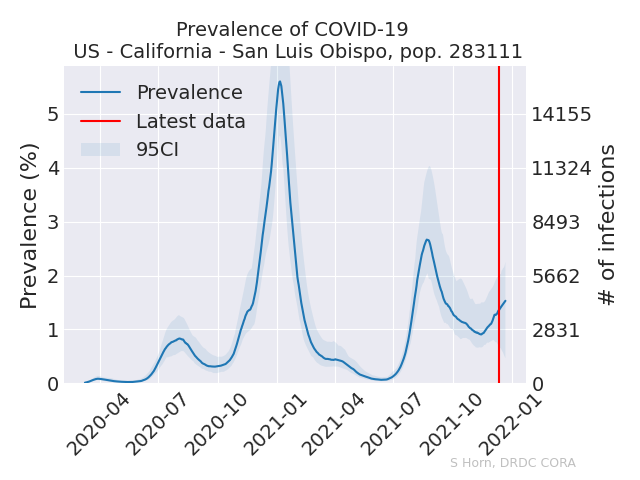 Prevalence of COVID-19
US - California - San Luis Obispo, pop. 283111
Prevalence
Latest data
95CI
Prevalence (%)
5
4
3
2
1
0
14155
11324
8493
5662
2831
0
# of infections
2020-04
2020-07
2020-10
2021-01
2021-04
2021-07
2021-10
2022-01
S Horn, DRDC CORA